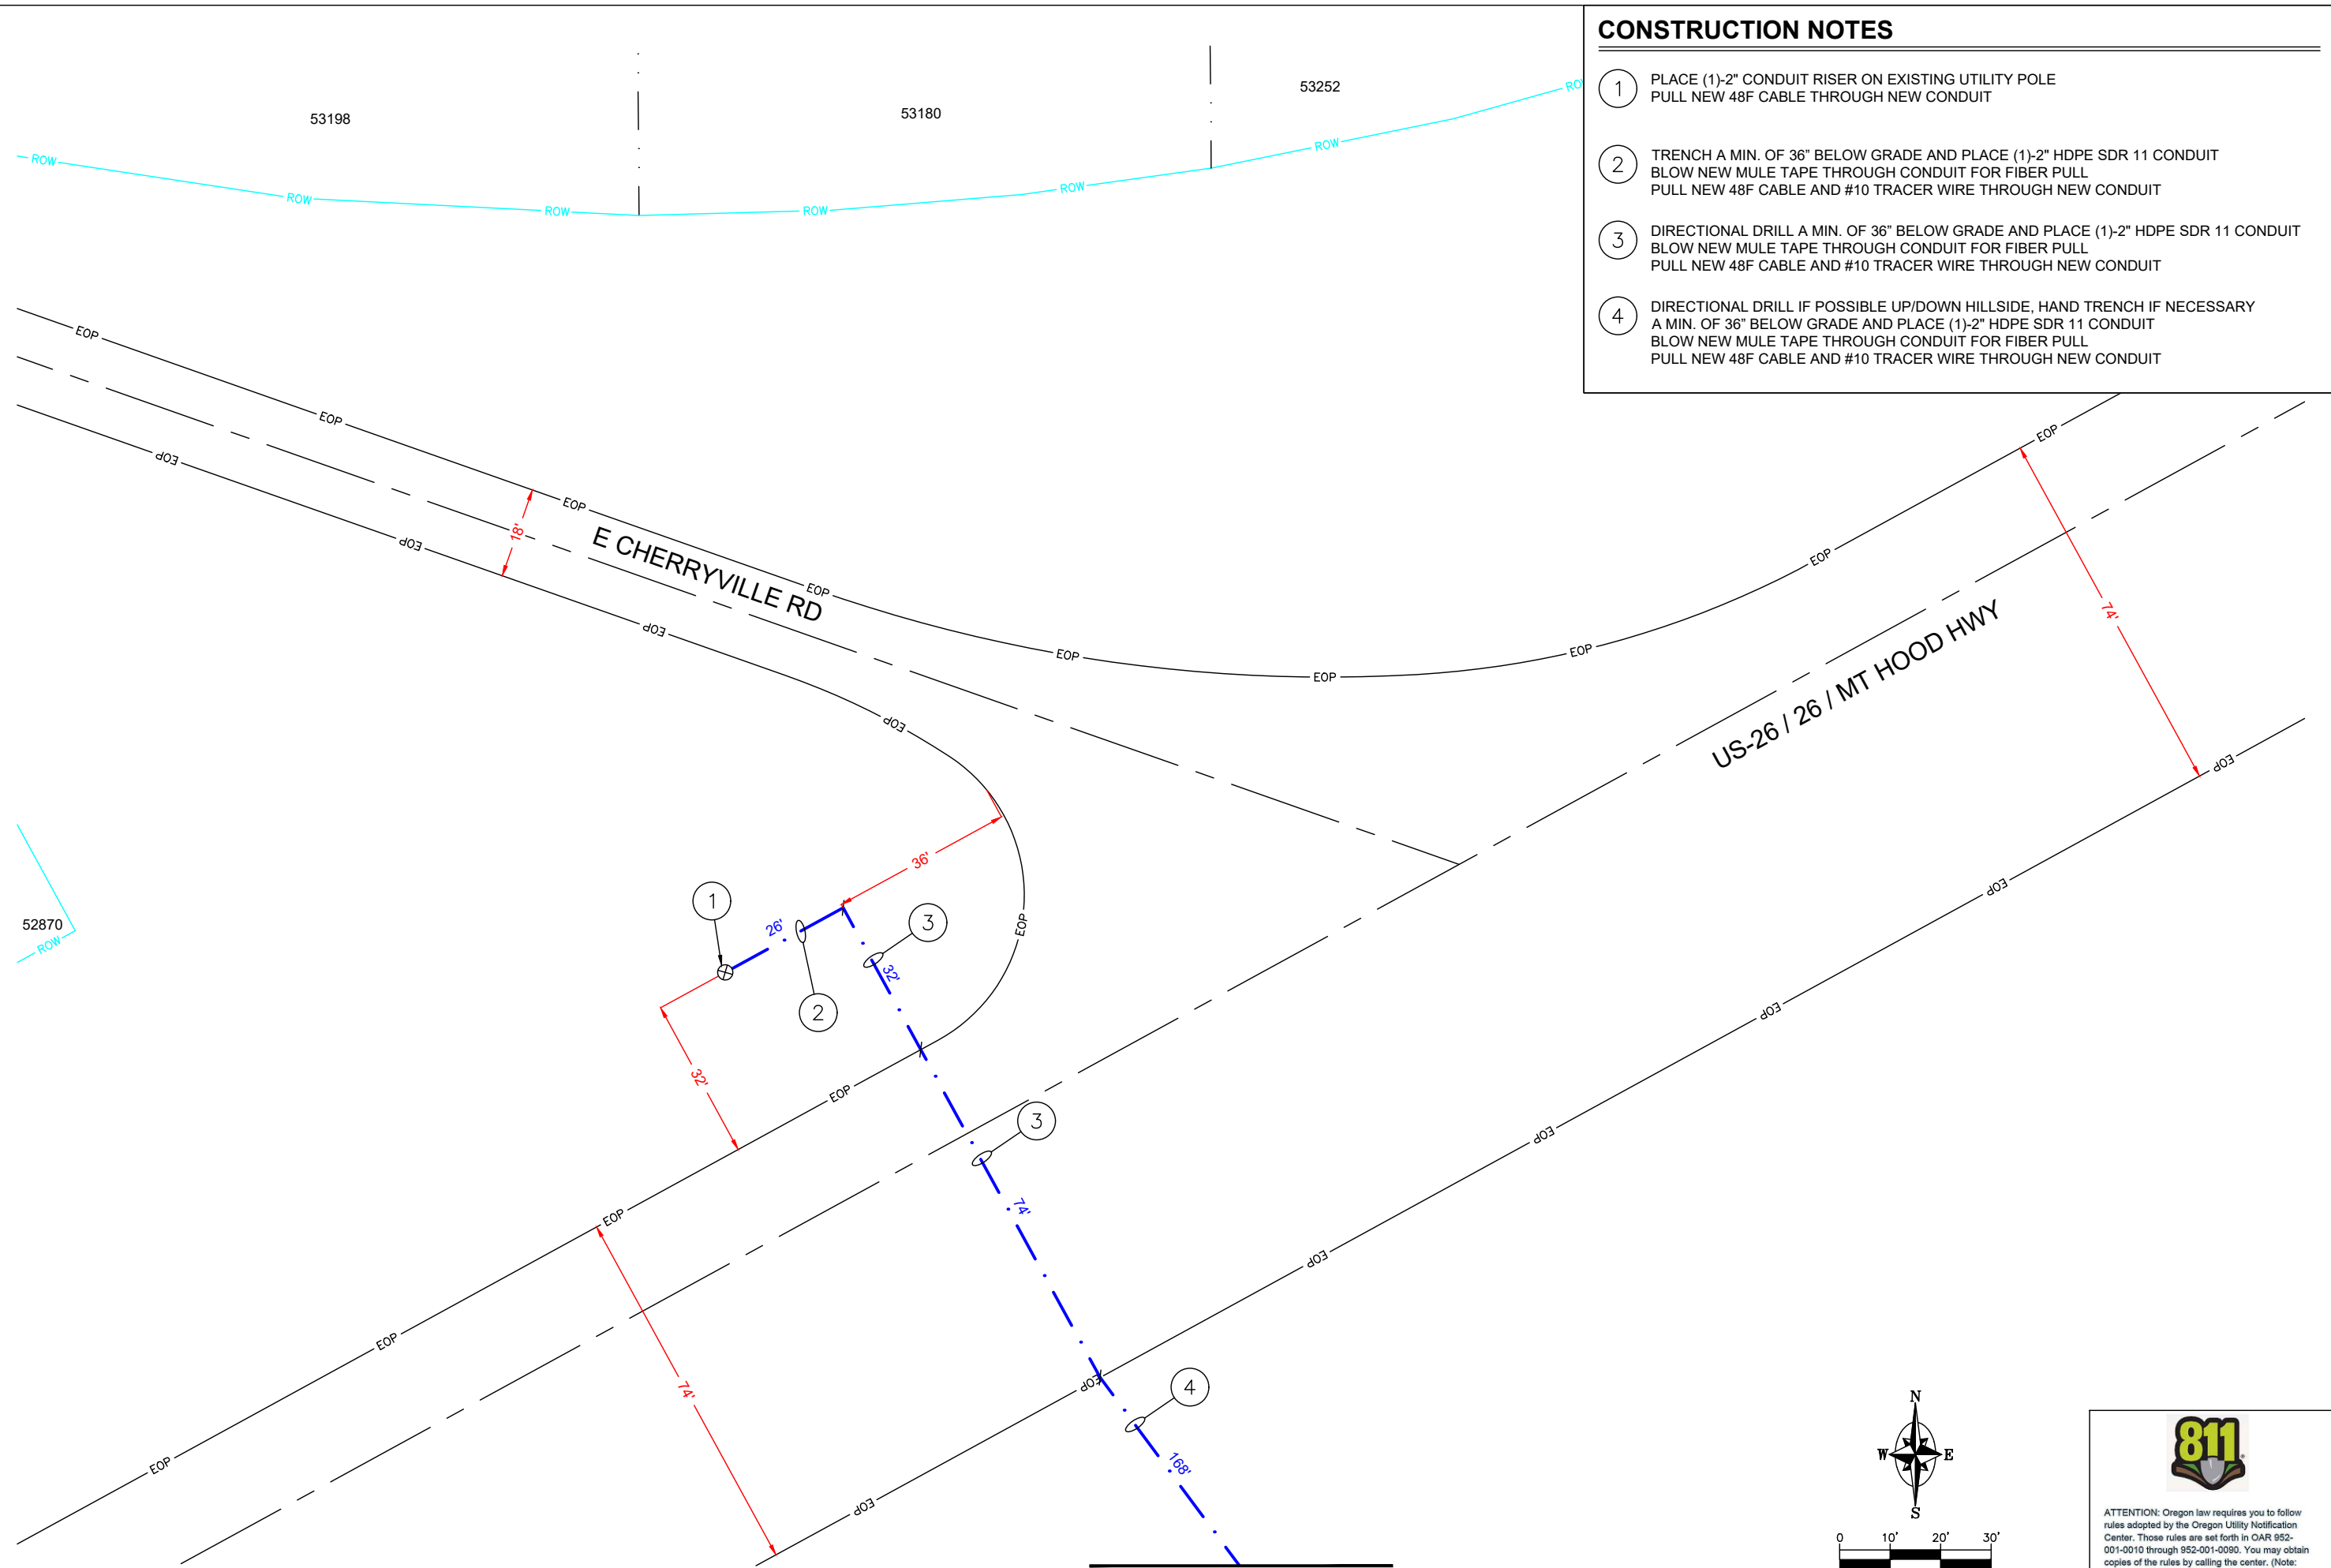 CONSTRUCTION NOTES
1 PLACE (1)-2" CONDUIT RISER ON EXISTING UTILITY POLE
PULL NEW 48F CABLE THROUGH NEW CONDUIT
2 TRENCH A MIN. OF 36” BELOW GRADE AND PLACE (1)-2" HDPE SDR 11 CONDUIT
BLOW NEW MULE TAPE THROUGH CONDUIT FOR FIBER PULL
PULL NEW 48F CABLE AND #10 TRACER WIRE THROUGH NEW CONDUIT
3 DIRECTIONAL DRILL A MIN. OF 36” BELOW GRADE AND PLACE (1)-2" HDPE SDR 11 CONDUIT
BLOW NEW MULE TAPE THROUGH CONDUIT FOR FIBER PULL
PULL NEW 48F CABLE AND #10 TRACER WIRE THROUGH NEW CONDUIT
4 DIRECTIONAL DRILL IF POSSIBLE UP/DOWN HILLSIDE, HAND TRENCH IF NECESSARY
A MIN. OF 36” BELOW GRADE AND PLACE (1)-2" HDPE SDR 11 CONDUIT
BLOW NEW MULE TAPE THROUGH CONDUIT FOR FIBER PULL
PULL NEW 48F CABLE AND #10 TRACER WIRE THROUGH NEW CONDUIT
53198
53180
53252
ROW
ROW
ROW
ROW
ROW
ROW
ROW
EOP
EOP
EOP
EOP
EOP
EOP
EOP
EOP
EOP
EOP
EOP
EOP
EOP
EOP
18'
E CHERRYVILLE RD
US-26 / 26 / MT HOOD HWY
74'
EOP
EOP
EOP
EOP
EOP
EOP
EOP
36'
1
26'
3
32'
2
52870
ROW
32'
EOP
3
74'
EOP
EOP
EOP
74'
4
168'
N
W E
S
0 10' 20' 30'
811
ATTENTION: Oregon law requires you to follow
rules adopted by the Oregon Utility Notification
Center. Those rules are set forth in OAR 952-
001-0010 through 952-001-0090. You may obtain
copies of the rules by calling the center. (Note: